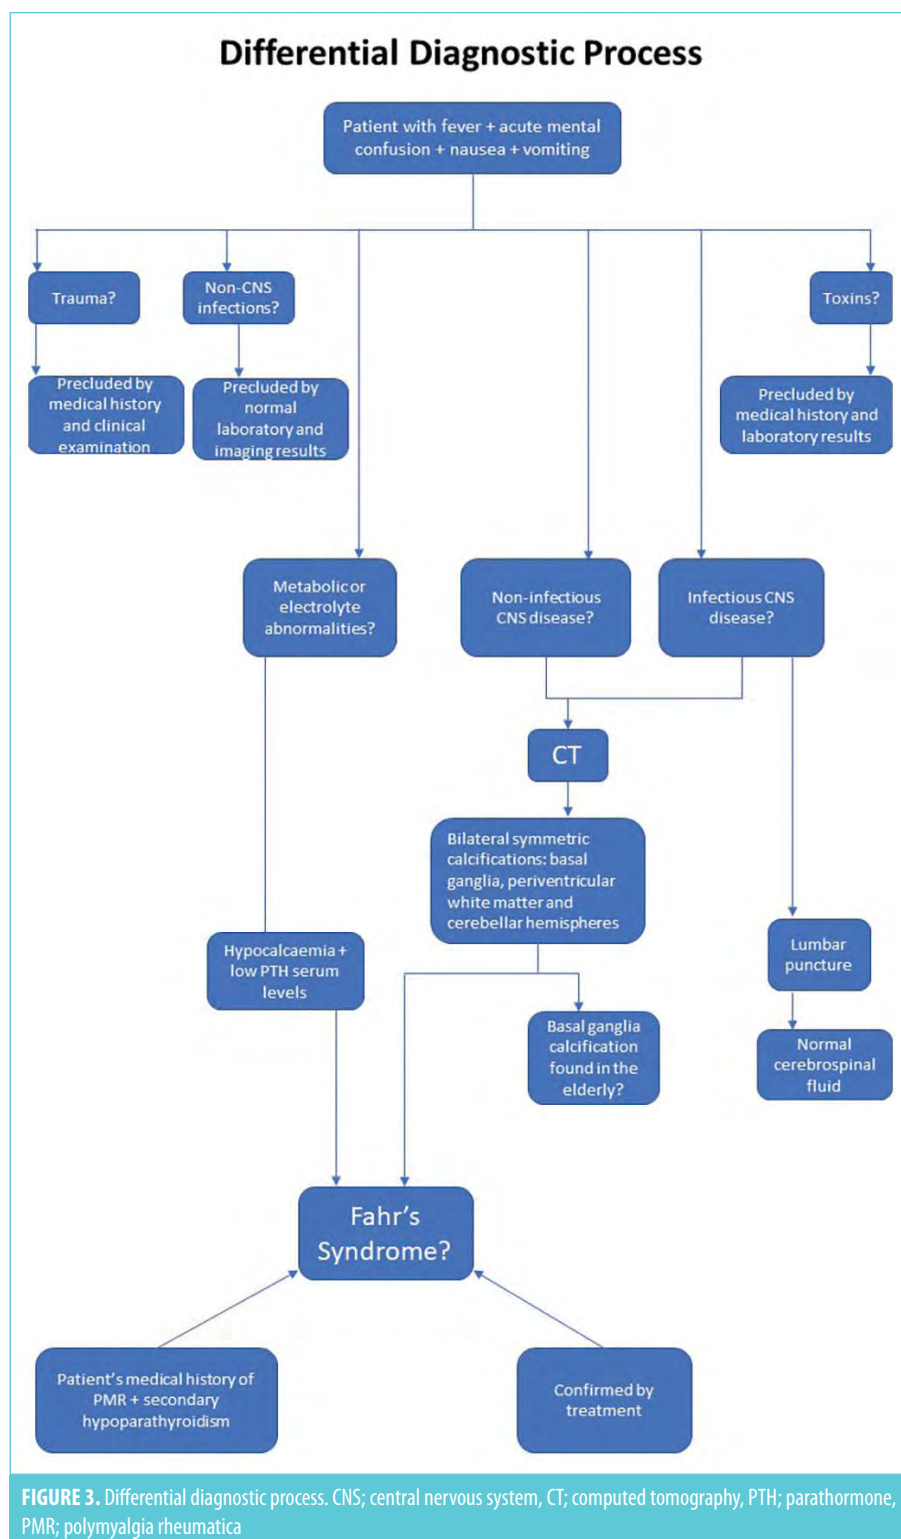 Differential Diagnostic Process
Patient with fever + acute mental
confusion + nausea + vomiting
Trauma?
Non-CNS
infections?
Toxins?
Precluded by
medical history
and clinical
examination
Precluded by
normal
laboratory and
imaging results
Precluded by
medical history and
laboratory results
Metabolic or
electrolyte
abnormalities?
Non-infectious
CNS disease?
Infectious CNS
disease?
CT
Bilateral symmetric
calcifications: basal
ganglia, periventricular
white matter and
cerebellar hemispheres
Hypocalcaemia +
low PTH serum
levels
Lumbar
puncture
Basal ganglia
calcification
found in the
elderly?
Normal
cerebrospinal
fluid
Fahr's
Syndrome?
Patient's medical history of
PMR + secondary
hypoparathyroidism
Confirmed by
treatment
FIGURE 3. Differential diagnostic process. CNS; central nervous system, CT; computed tomography, PTH; parathormone,
PMR; polymyalgia rheumatica